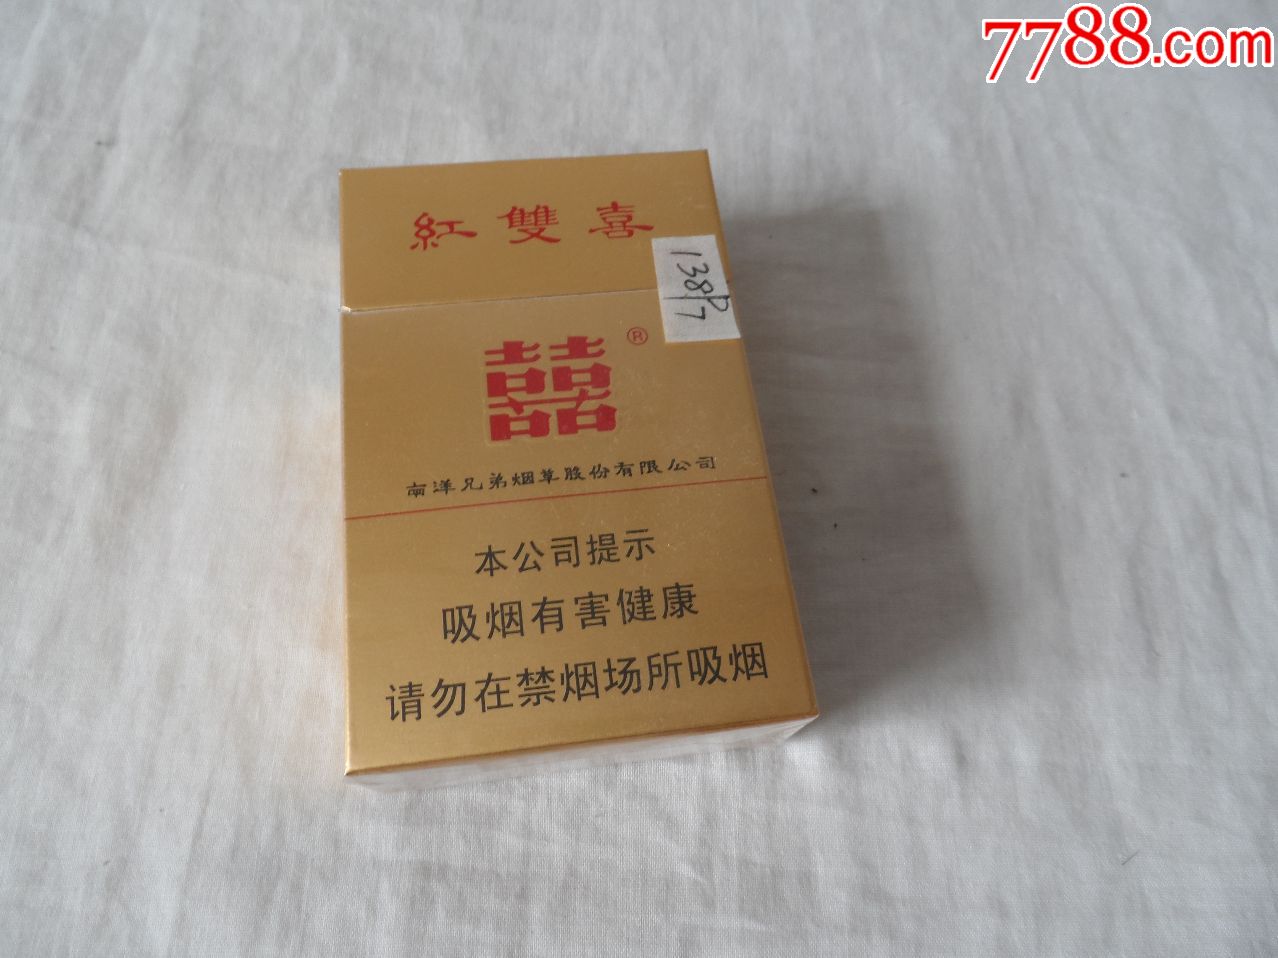 7788.com
紅雙喜
138
囍
®
南洋兄弟烟草股份有限公司
本公司提示
吸烟有害健康
请勿在禁烟场所吸烟